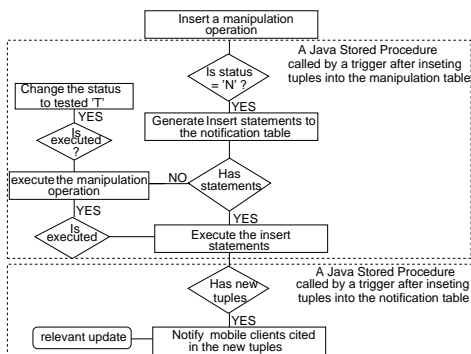 Insert a manipulation
operation
A Java Stored Procedure
called by a trigger after inseting
tuples into the manipulation
table
Is status
= 'N' ?
Change the status
to tested 'T'
YES
YES
Generate Insert statements to
the notification table
Is
executed
?
execute the manipulation
operation
NO
Has
statements
YES
YES
Is
executed
Execute the insert
statements
Has new
tuples
A Java Stored Procedure
called by a trigger after inseting
tuples into the notification table
YES
relevant update
Notify mobile clients cited
in the new tuples